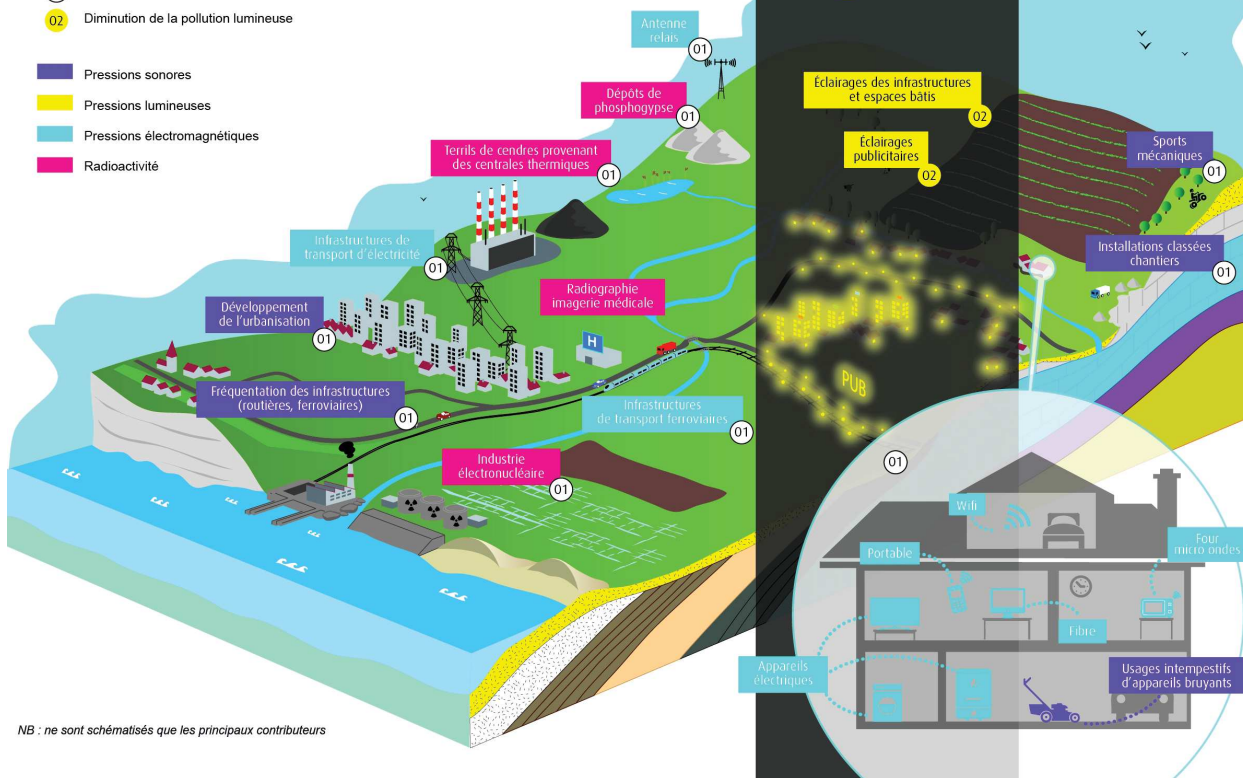 02
Diminution de la pollution lumineuse
Pressions sonores
Pressions lumineuses
Pressions électromagnétiques
Radioactivité
Antenne
relais
01
Dépôts de
phosphogypse
01
Terrils de cendres provenant
des centrales thermiques
01
Infrastructures de
transport d'électricité
01
Radiographie
imagerie médicale
H
Développement
de l'urbanisation
01
Fréquentation des infrastructures
(routières, ferroviaires)
01
Infrastructures
de transport ferroviaires
01
Industrie
électronucléaire
01
Éclairages des infrastructures
et espaces bâtis
02
Éclairages
publicitaires
02
PUB
Sports
mécaniques
01
Installations classées
chantiers
01
01
Wifi
Portable
Four
micro ondes
Fibre
Appareils
électriques
Usages intempestifs
d'appareils bruyants
NB : ne sont schématisés que les principaux contributeurs